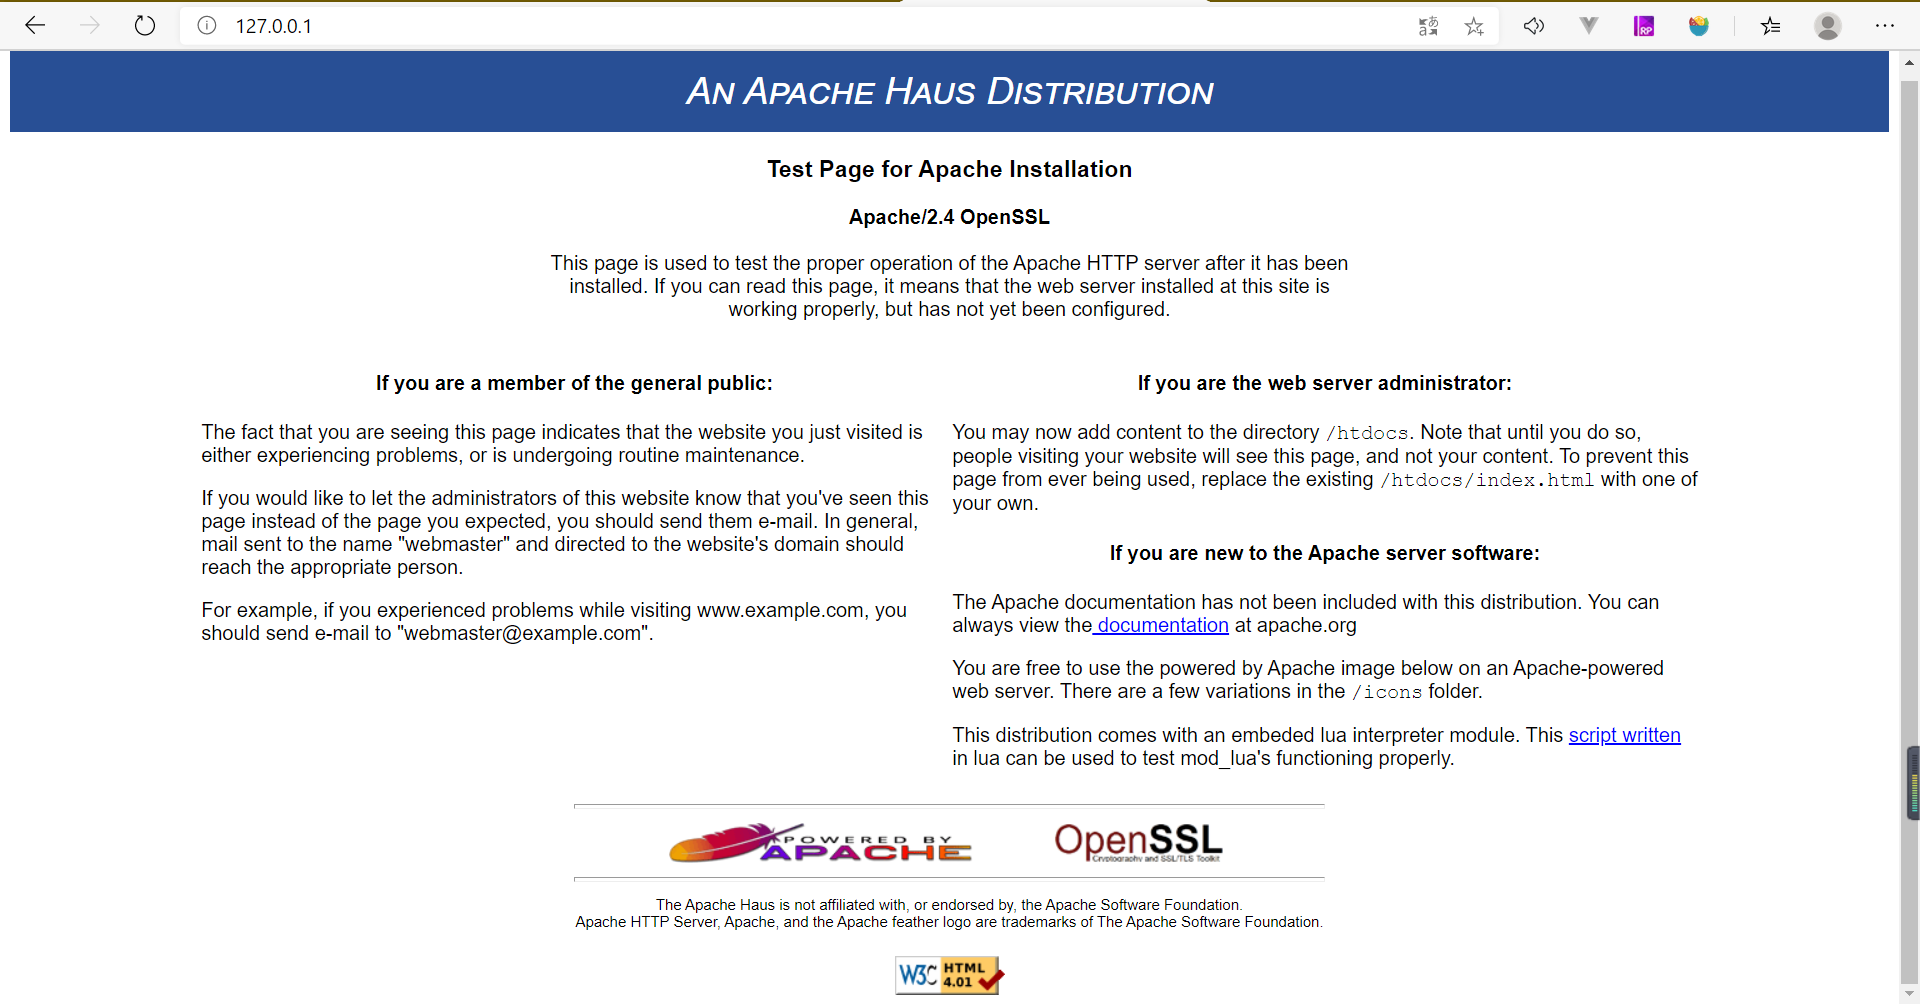 127.0.0.1
An Apache Haus Distribution
Test Page for Apache Installation
Apache/2.4 OpenSSL
This page is used to test the proper operation of the Apache HTTP server after it has been
installed. If you can read this page, it means that the web server installed at this site is
working properly, but has not yet been configured.
If you are a member of the general public:
The fact that you are seeing this page indicates that the website you just visited is
either experiencing problems, or is undergoing routine maintenance.
If you would like to let the administrators of this website know that you've seen this
page instead of the page you expected, you should send them e-mail. In general,
mail sent to the name "webmaster" and directed to the website's domain should
reach the appropriate person.
For example, if you experienced problems while visiting www.example.com, you
should send e-mail to "webmaster@example.com".
If you are the web server administrator:
You may now add content to the directory /htdocs. Note that until you do so,
people visiting your website will see this page, and not your content. To prevent this
page from ever being used, replace the existing /htdocs/index.html with one of
your own.
If you are new to the Apache server software:
The Apache documentation has not been included with this distribution. You can
always view the documentation at apache.org
You are free to use the powered by Apache image below on an Apache-powered
web server. There are a few variations in the /icons folder.
This distribution comes with an embeded lua interpreter module. This script written
in lua can be used to test mod_lua's functioning properly.
POWERED BY
APACHE
OpenSSL
Cryptography and SSL/TLS Toolkit
The Apache Haus is not affiliated with, or endorsed by, the Apache Software Foundation.
Apache HTTP Server, Apache, and the Apache feather logo are trademarks of The Apache Software Foundation.
W3C HTML
4.01